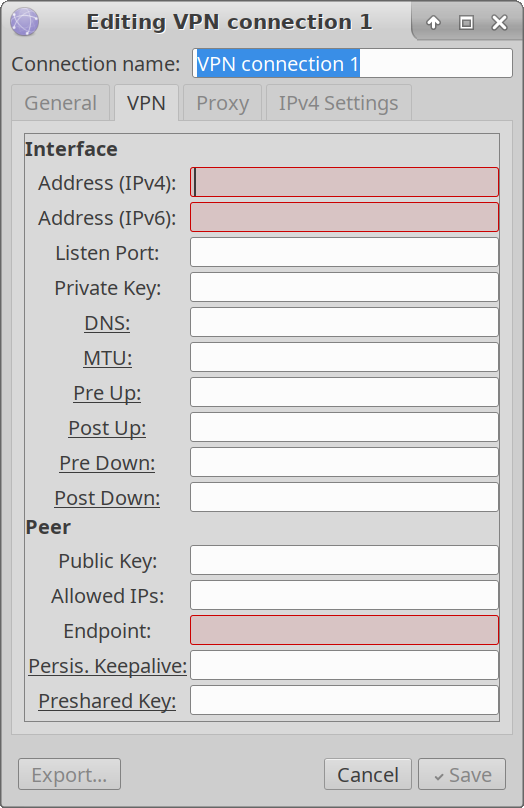 Editing VPN connection 1
Connection name: VPN connection 1
General VPN Proxy IPv4 Settings
Interface
Address (IPv4):
Address (IPv6):
Listen Port:
Private Key:
DNS:
MTU:
Pre Up:
Post Up:
Pre Down:
Post Down:
Peer
Public Key:
Allowed IPs:
Endpoint:
Persis. Keepalive:
Preshared Key:
Export... Cancel Save